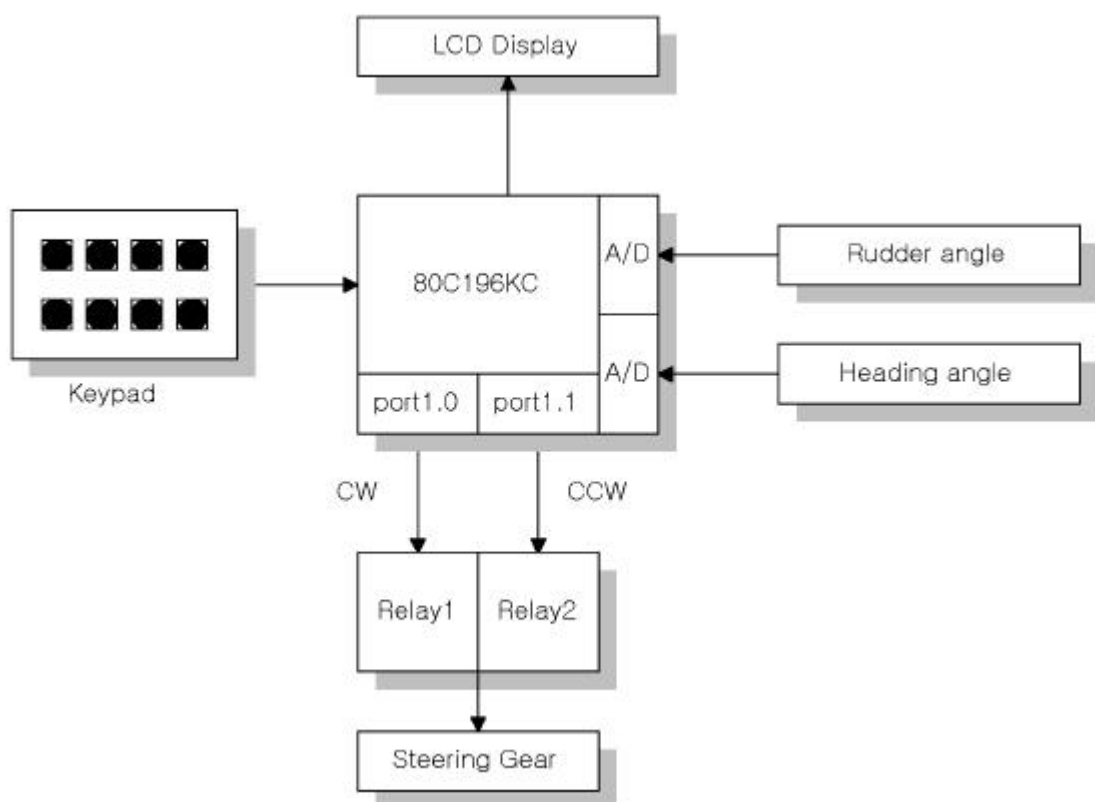 LCD Display
80C196KC
A/D
Rudder angle
A/D
Heading angle
Keypad
port1.0
port1.1
CW
CCW
Relay1
Relay2
Steering Gear